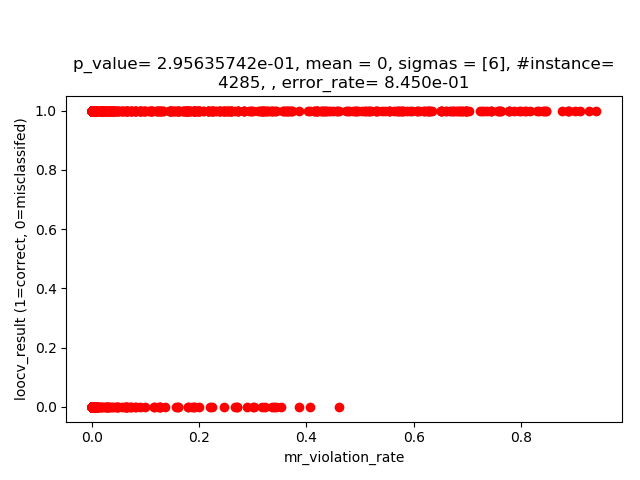 p_value= 2.95635742e-01, mean = 0, sigmas = [6], #instance=
4285, , error_rate= 8.450e-01
1.0
0.8
0.6
0.4
0.2
0.0
loocv_result (1=correct, 0=misclassifed)
0.0 0.2 0.4 0.6 0.8
mr_violation_rate